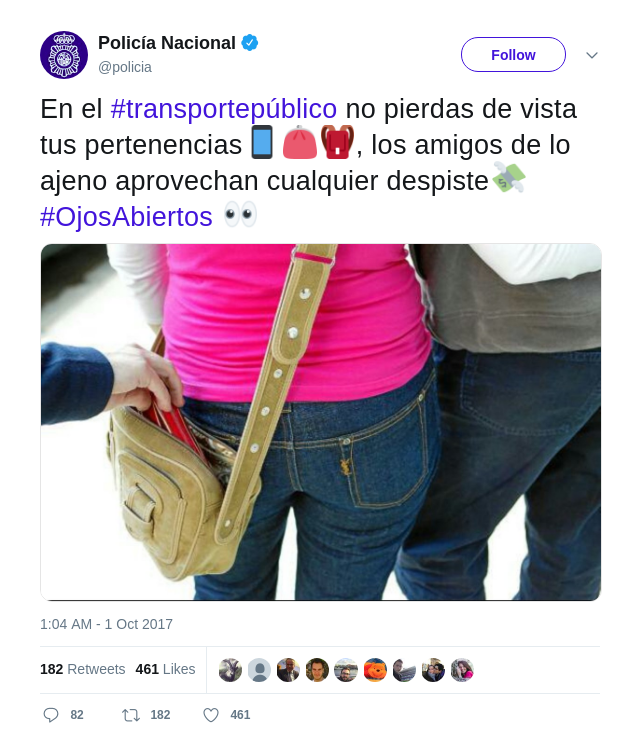 Policía Nacional
@policia
Follow
En el #transportepúblico no pierdas de vista
tus pertenencias📱👛🎒, los amigos de lo
ajeno aprovechan cualquier despiste💸
#OjosAbiertos 👀
1:04 AM - 1 Oct 2017
182 Retweets 461 Likes
82 182 461